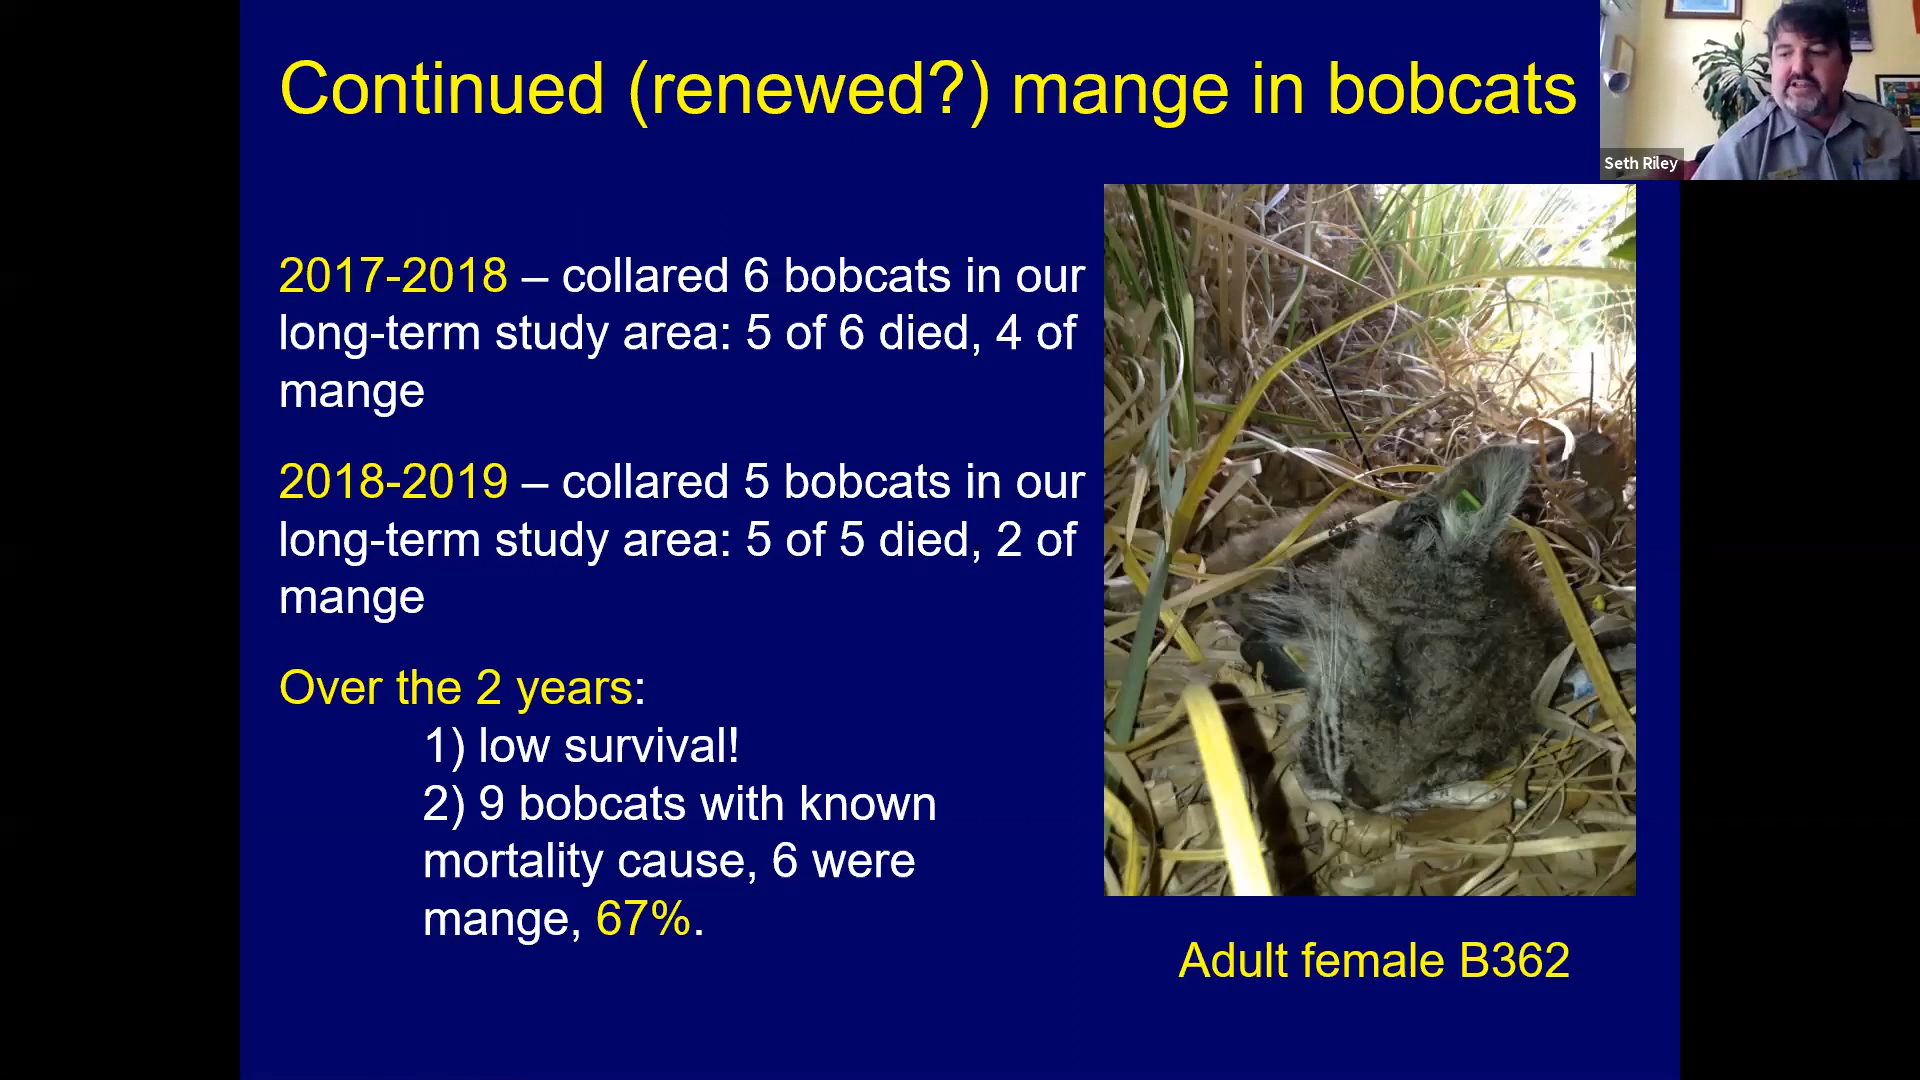 Continued (renewed?) mange in bobcats
Seth Riley
2017-2018 – collared 6 bobcats in our
long-term study area: 5 of 6 died, 4 of
mange
2018-2019 – collared 5 bobcats in our
long-term study area: 5 of 5 died, 2 of
mange
Over the 2 years:
1) low survival!
2) 9 bobcats with known
mortality cause, 6 were
mange, 67%.
Adult female B362